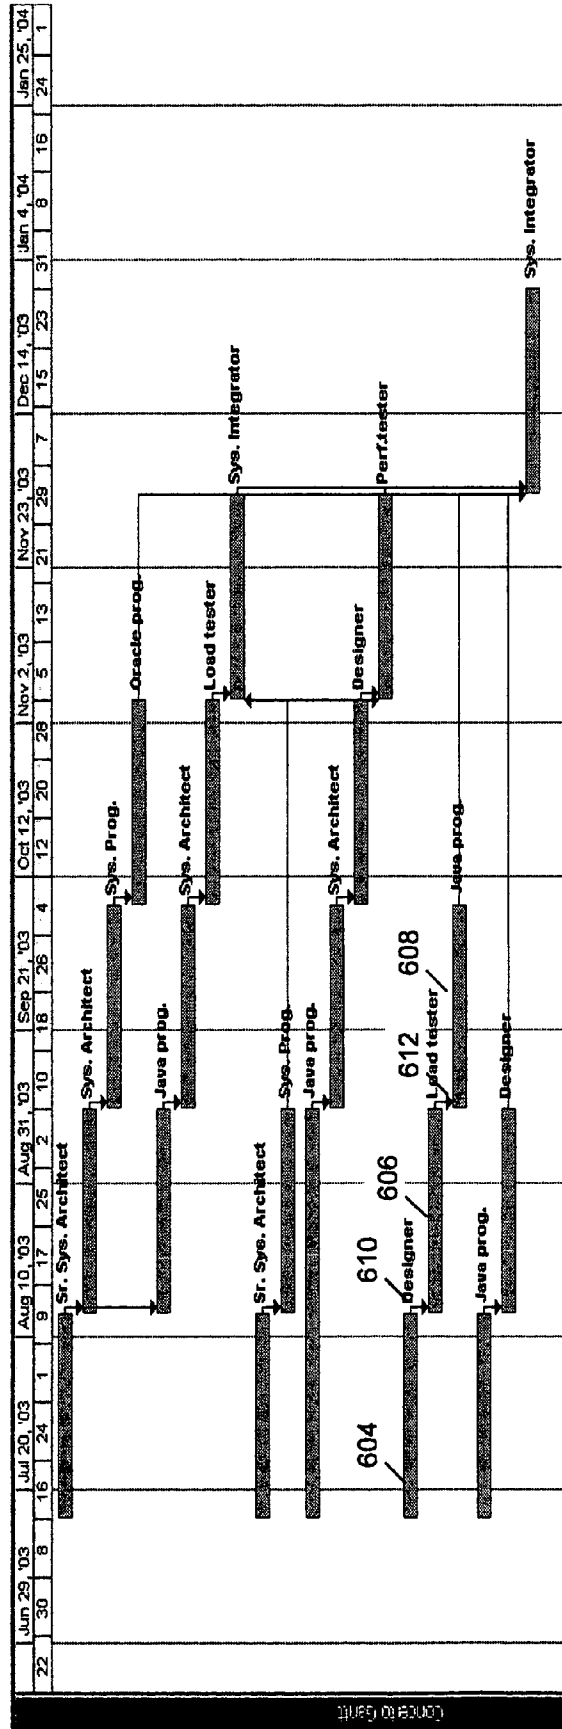 Concerto Gantt
Jun 29, '03 Jul 20, '03 Aug 10, '03 Aug 31, '03 Sep 21, '03 Oct 12, '03 Nov 2, '03 Nov 23, '03 Dec 14, '03 Jan 4, '04 Jan 25, '04
22 30 8 16 24 1 9 17 25 2 10 18 26 4 12 20 28 5 13 21 29 7 15 23 31 8 16 24 1
Sr. Sys. Architect
Sys. Architect
Sys. Prog.
Oracle prog.
Java prog.
Sys. Architect
Load tester
Sys. Integrator
Sr. Sys. Architect
Sys. Prog.
Java prog.
Sys. Architect
Designer
Perf.tester
604 610 606 612 608
Designer
Load tester
Java prog.
Java prog.
Designer
Sys. Integrator